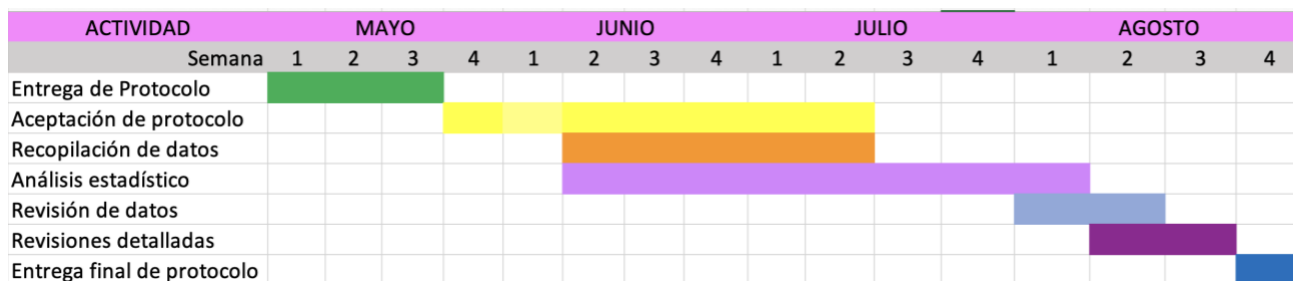 ACTIVIDAD MAYO JUNIO JULIO AGOSTO
Semana 1 2 3 4 1 2 3 4 1 2 3 4 1 2 3 4
Entrega de Protocolo
Aceptación de protocolo
Recopilación de datos
Análisis estadístico
Revisión de datos
Revisiones detalladas
Entrega final de protocolo